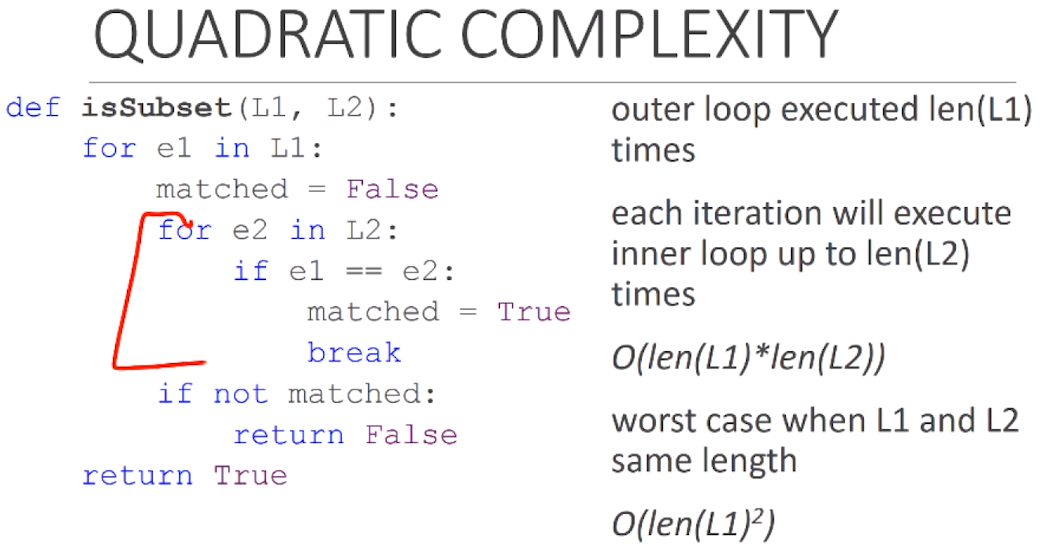 QUADRATIC COMPLEXITY
def isSubset(L1, L2):
    for e1 in L1:
        matched = False
        for e2 in L2:
            if e1 == e2:
                matched = True
                break
        if not matched:
            return False
    return True
outer loop executed len(L1)
times
each iteration will execute
inner loop up to len(L2)
times
O(len(L1)*len(L2))
worst case when L1 and L2
same length
O(len(L1)²)